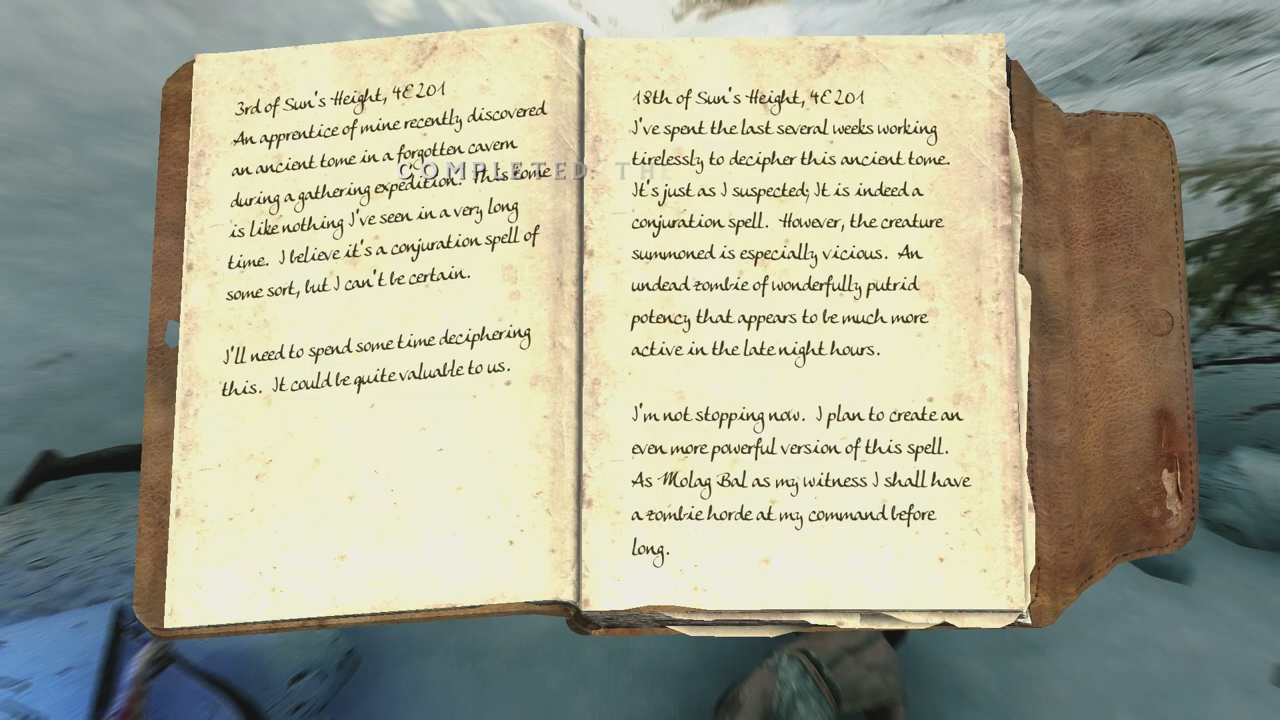 3rd of Sun's Height, 4E 201
An apprentice of mine recently discovered
an ancient tome in a forgotten cavern
during a gathering expedition. This tome
is like nothing I've seen in a very long
time. I believe it's a conjuration spell of
some sort, but I can't be certain.
I'll need to spend some time deciphering
this. It could be quite valuable to us.
18th of Sun's Height, 4E 201
I've spent the last several weeks working
tirelessly to decipher this ancient tome.
It's just as I suspected; It is indeed a
conjuration spell. However, the creature
summoned is especially vicious. An
undead zombie of wonderfully putrid
potency that appears to be much more
active in the late night hours.
I'm not stopping now. I plan to create an
even more powerful version of this spell.
As Molag Bal as my witness I shall have
a zombie horde at my command before
long.
COMPLETED: TH